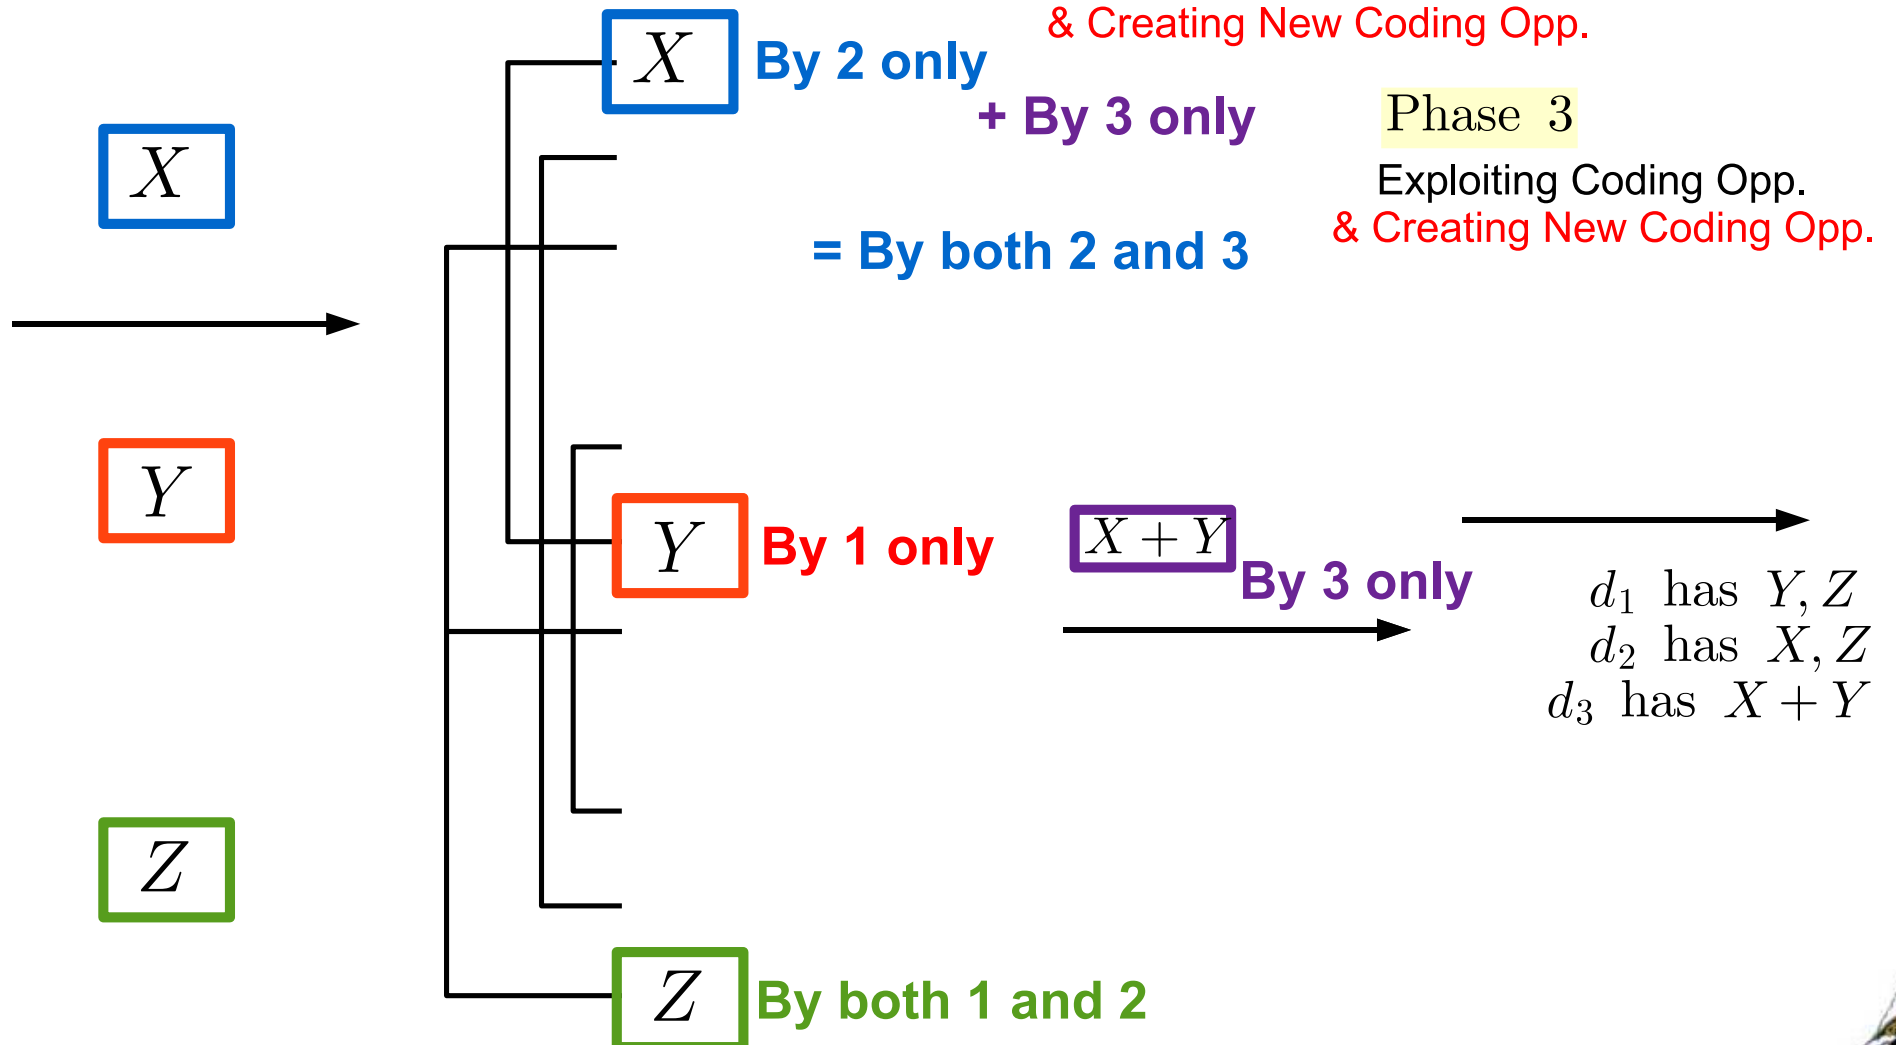 & Creating New Coding Opp.
X By 2 only
+ By 3 only
Phase 3
X
Exploiting Coding Opp.
& Creating New Coding Opp.
= By both 2 and 3
Y
Y By 1 only
X + Y
By 3 only
d₁ has Y, Z
d₂ has X, Z
d₃ has X + Y
Z
Z By both 1 and 2